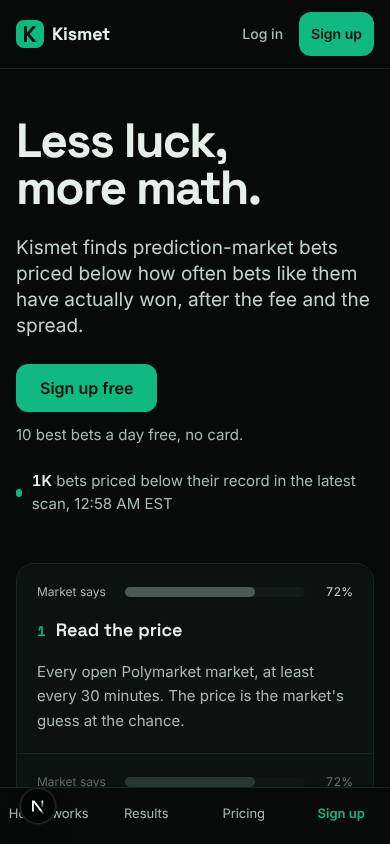 K Kismet
Log in
Sign up
Less luck,
more math.
Kismet finds prediction-market bets
priced below how often bets like them
have actually won, after the fee and the
spread.
Sign up free
10 best bets a day free, no card.
1K bets priced below their record in the latest
scan, 12:58 AM EST
Market says 72%
1 Read the price
Every open Polymarket market, at least
every 30 minutes. The price is the market's
guess at the chance.
Market says 72%
N
works
Results
Pricing
Sign up